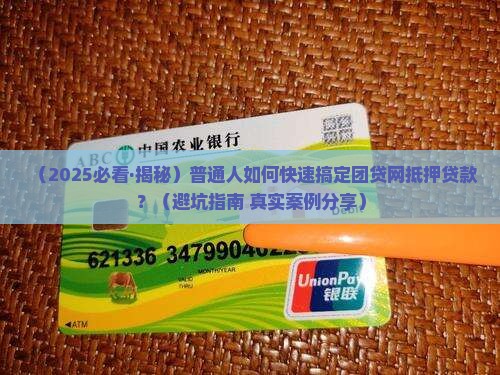 ABC 中国农业银行
（2025必看·揭秘）普通人如何快速搞定团贷网抵押贷款
？（避坑指南 真实案例分享）
621336 34799040
MONTH/YEAR
VALID
THRU
UnionPay
银联
◀ATM